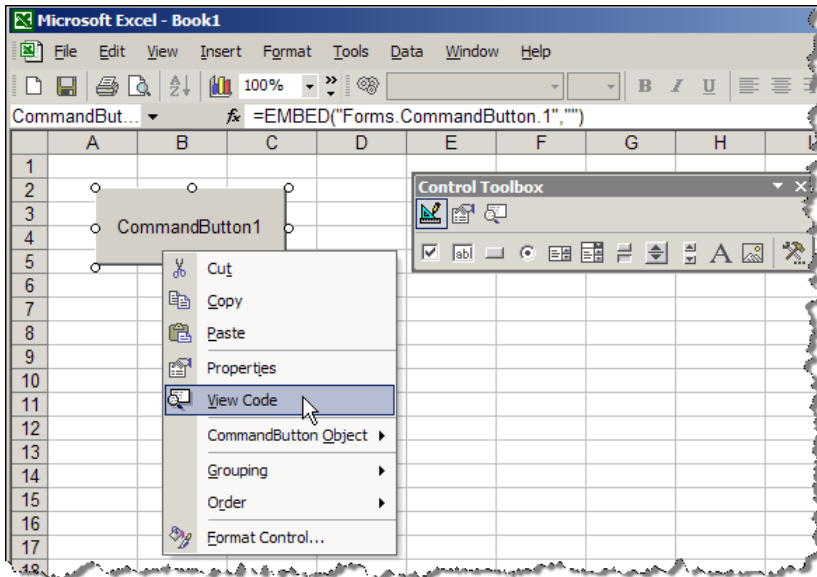 Microsoft Excel - Book1
File Edit View Insert Format Tools Data Window Help
100% B I U
CommandBut... fx =EMBED("Forms.CommandButton.1","")
A B C D E F G H
1
2
3
4
5
6
7
8
9
10
11
12
13
14
15
16
17
18
CommandButton1
Control Toolbox
abl A
Cut
Copy
Paste
Properties
View Code
CommandButton Object
Grouping
Order
Format Control...